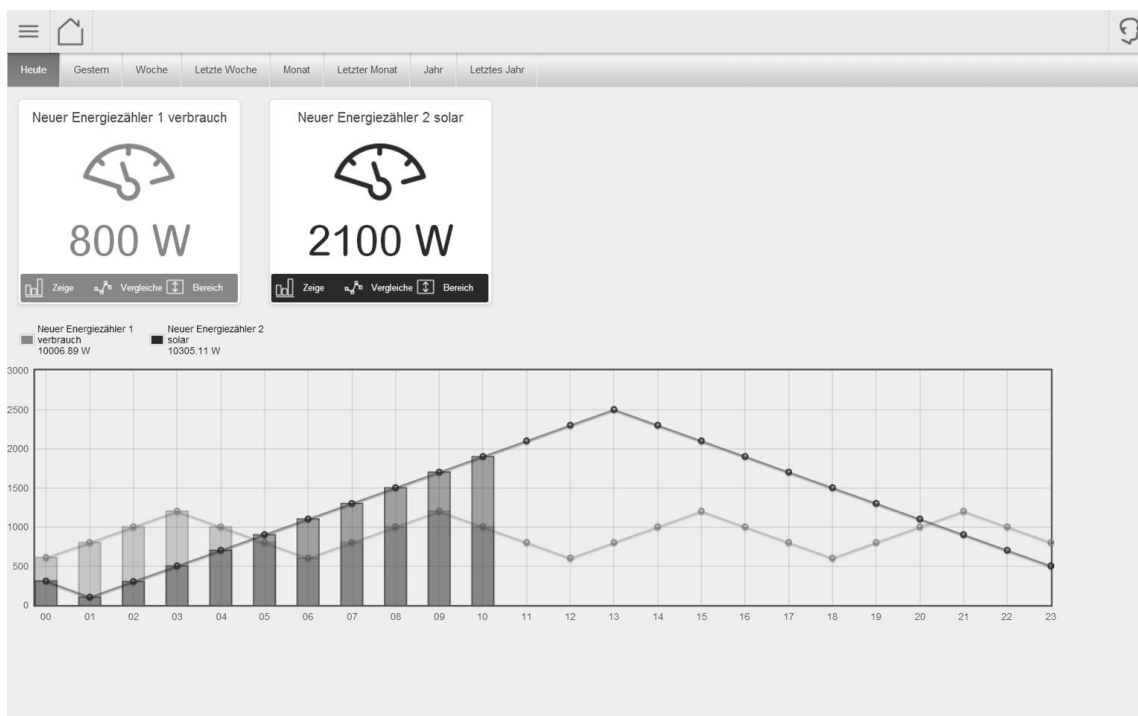 Heute Gestern Woche Letzte Woche Monat Letzter Monat Jahr Letztes Jahr
Neuer Energiezähler 1 verbrauch
800 W
Zeige Vergleiche Bereich
Neuer Energiezähler 2 solar
2100 W
Zeige Vergleiche Bereich
Neuer Energiezähler 1
verbrauch
10006.89 W
Neuer Energiezähler 2
solar
10305.11 W
3000
2500
2000
1500
1000
500
0
00 01 02 03 04 05 06 07 08 09 10 11 12 13 14 15 16 17 18 19 20 21 22 23